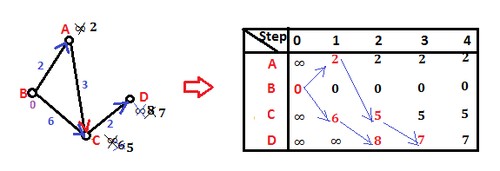 A ∞ 2
2
3
B
0
D
∞ 8 7
6
2
C
∞ 6 5
Step 0 1 2 3 4
A ∞ 2 2 2 2
B 0 0 0 0 0
C ∞ 6 5 5 5
D ∞ ∞ 8 7 7